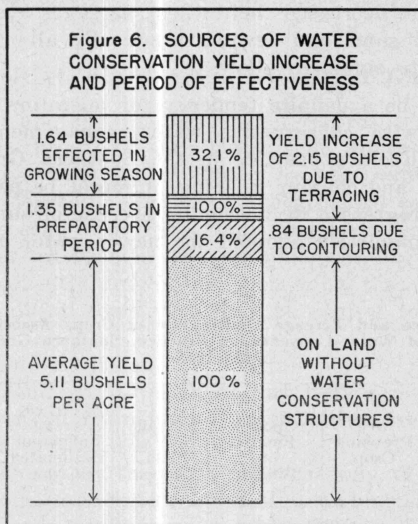 Figure 6. SOURCES OF WATER
CONSERVATION YIELD INCREASE
AND PERIOD OF EFFECTIVENESS
1.64 BUSHELS
EFFECTED IN
GROWING SEASON
1.35 BUSHELS IN
PREPARATORY
PERIOD
AVERAGE YIELD
5.11 BUSHELS
PER ACRE
32.1%
10.0%
16.4%
100%
YIELD INCREASE
OF 2.15 BUSHELS
DUE TO
TERRACING
.84 BUSHELS DUE
TO CONTOURING
ON LAND
WITHOUT
WATER
CONSERVATION
STRUCTURES